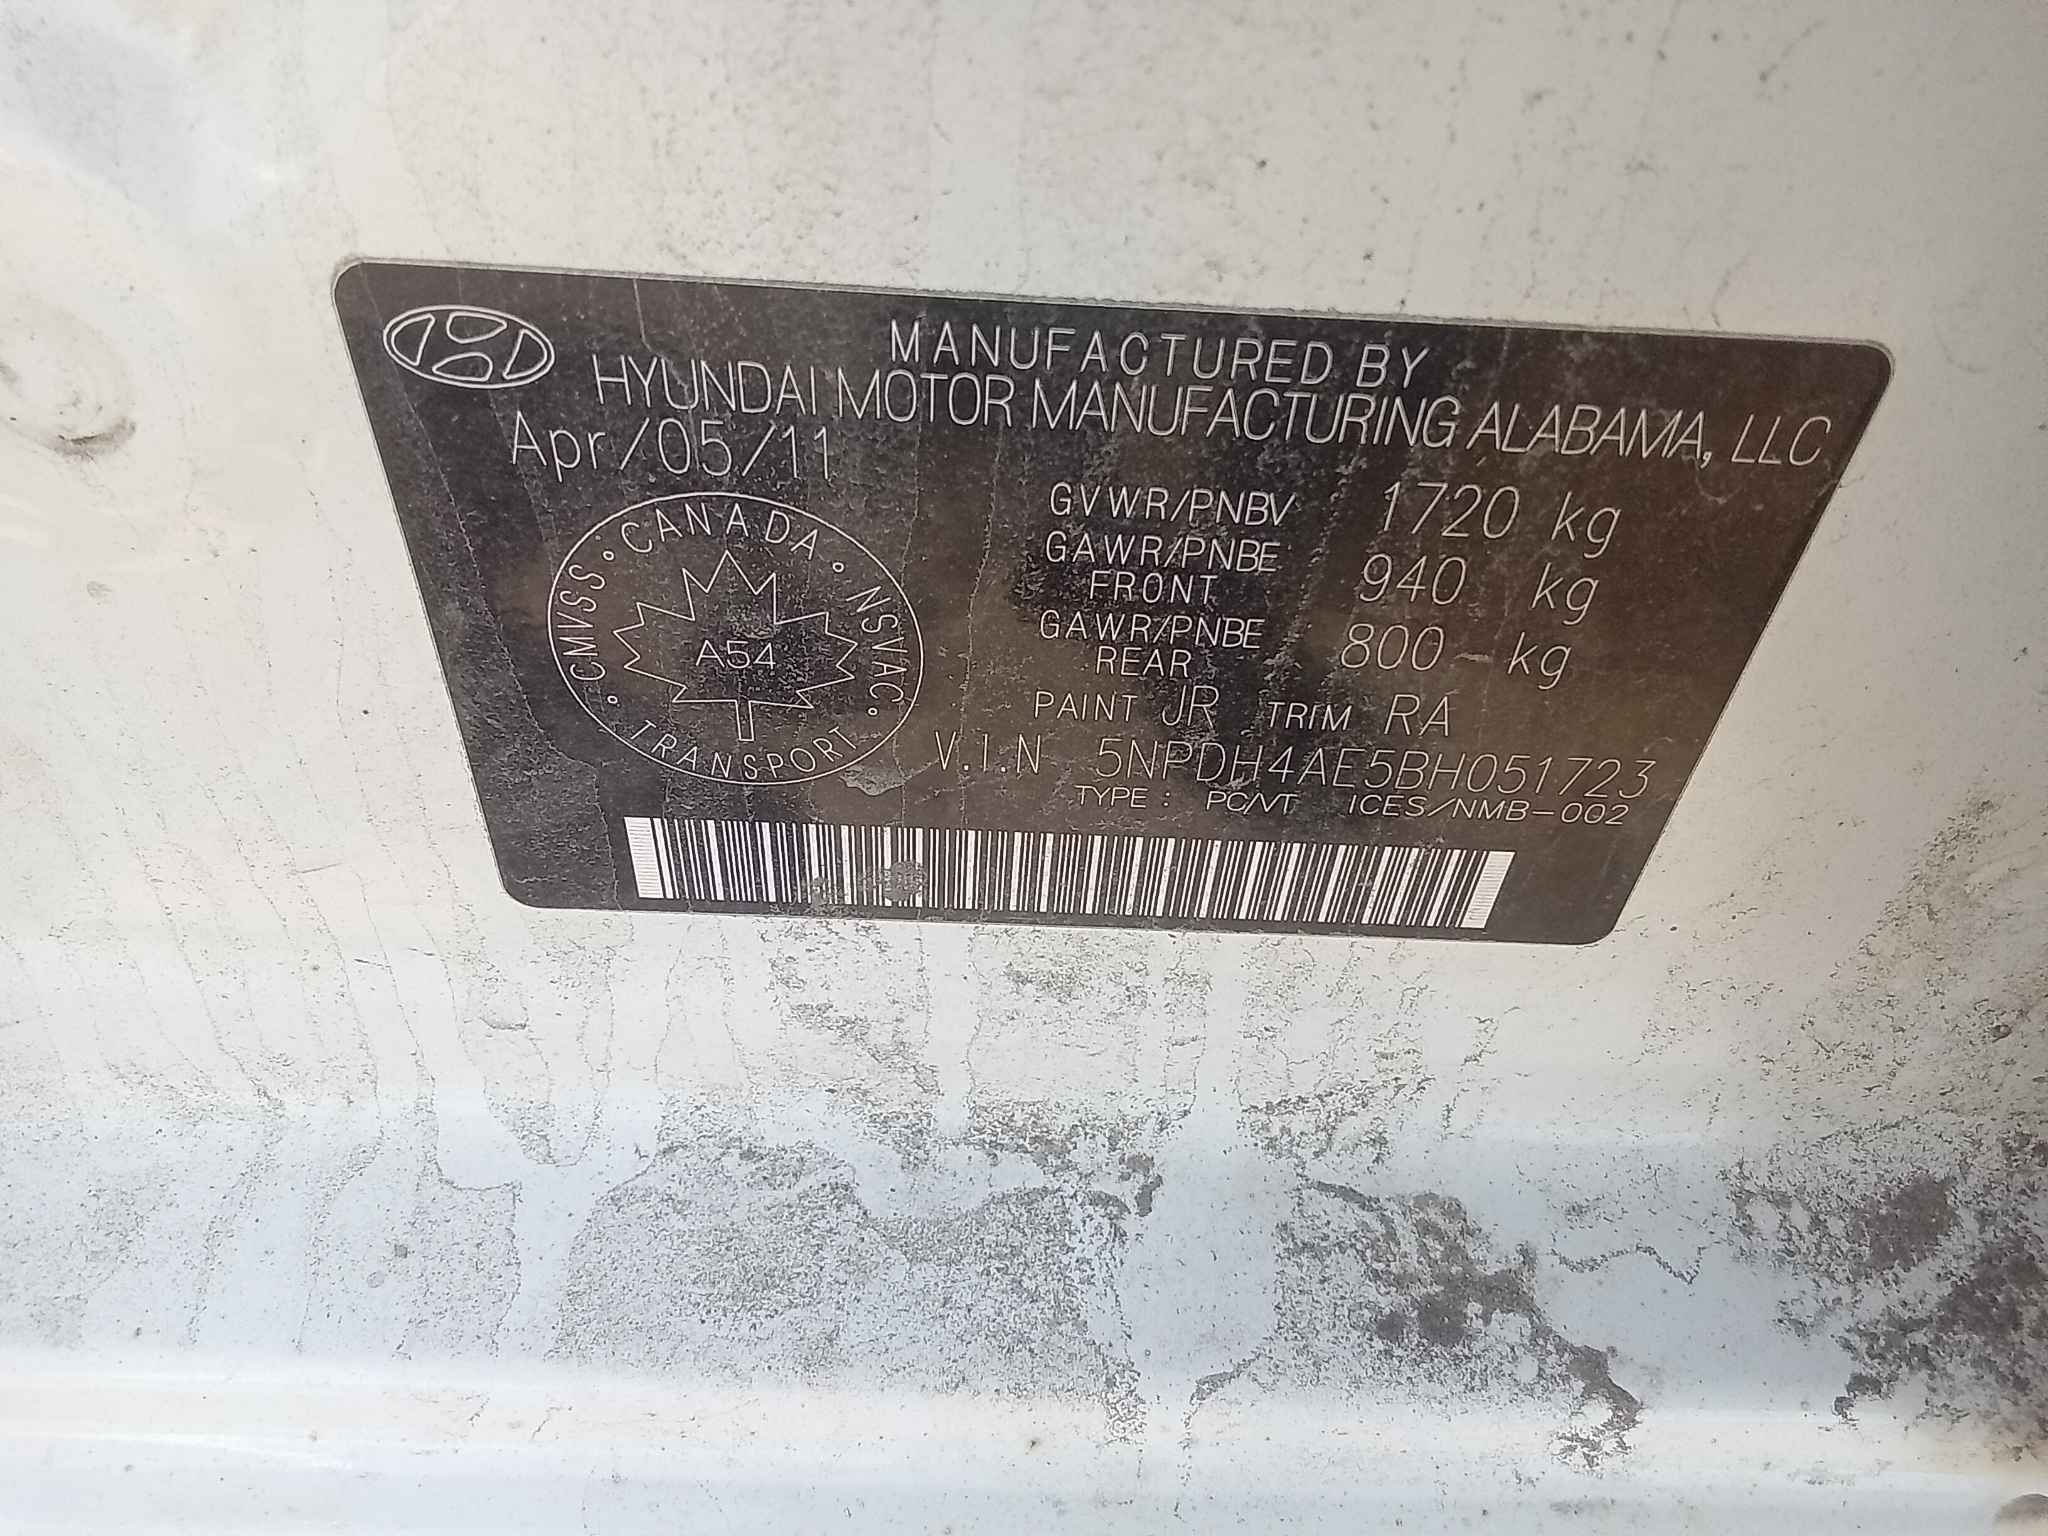 MANUFACTURED BY
HYUNDAI MOTOR MANUFACTURING ALABAMA, LLC
Apr/05/11
GVWR/PNBV 1720 kg
GAWR/PNBE FRONT 940 kg
GAWR/PNBE REAR 800 kg
PAINT JR TRIM RA
V.I.N 5NPDH4AE5BH051723
TYPE: PC/VT ICES/NMB-002
CANADA
CMVSS
NSVAC
A54
TRANSPORT